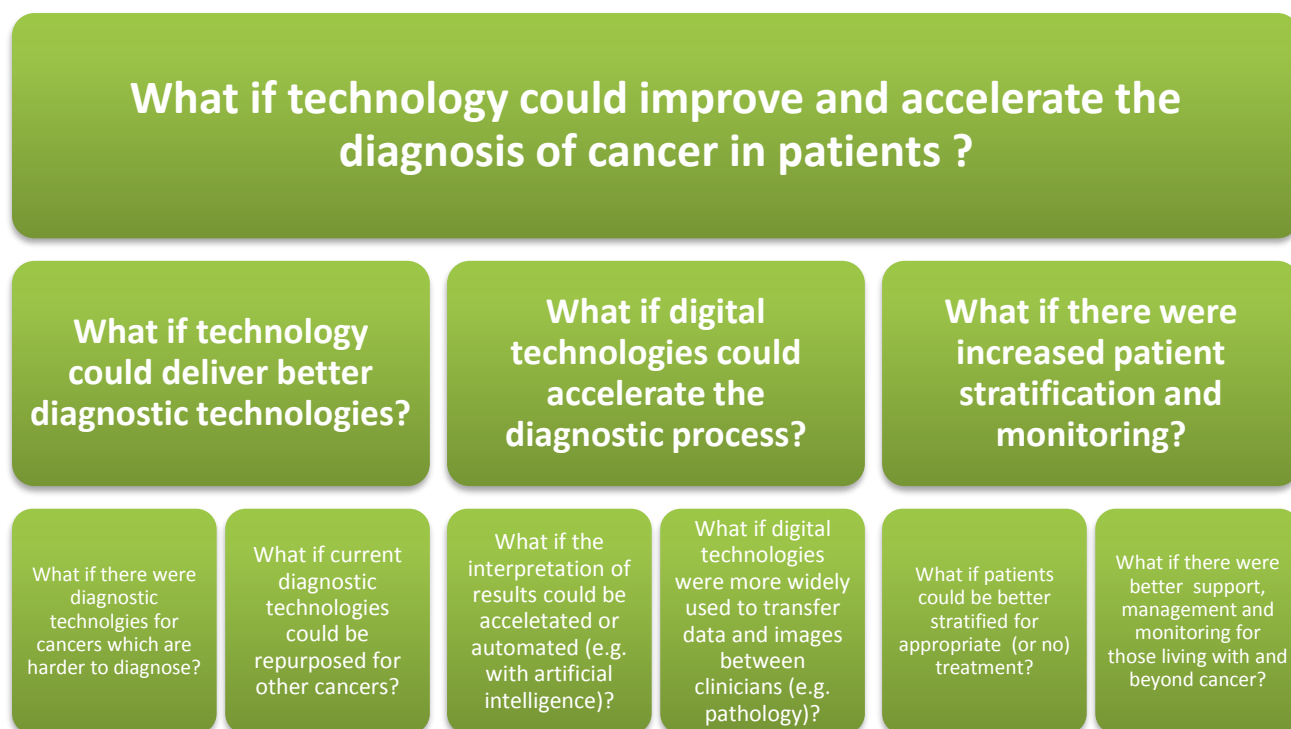 What if technology could improve and accelerate the
diagnosis of cancer in patients ?
What if technology
could deliver better
diagnostic technologies?
What if digital
technologies could
accelerate the
diagnostic process?
What if there were
increased patient
stratification and
monitoring?
What if there were
diagnostic
technolgies for
cancers which are
harder to diagnose?
What if current
diagnostic
technologies
could be
repurposed for
other cancers?
What if the
interpretation of
results could be
acceletated or
automated (e.g.
with artificial
intelligence)?
What if digital
technologies
were more widely
used to transfer
data and images
between
clinicians (e.g.
pathology)?
What if patients
could be better
stratified for
appropriate (or no)
treatment?
What if there were
better support,
management and
monitoring for
those living with and
beyond cancer?